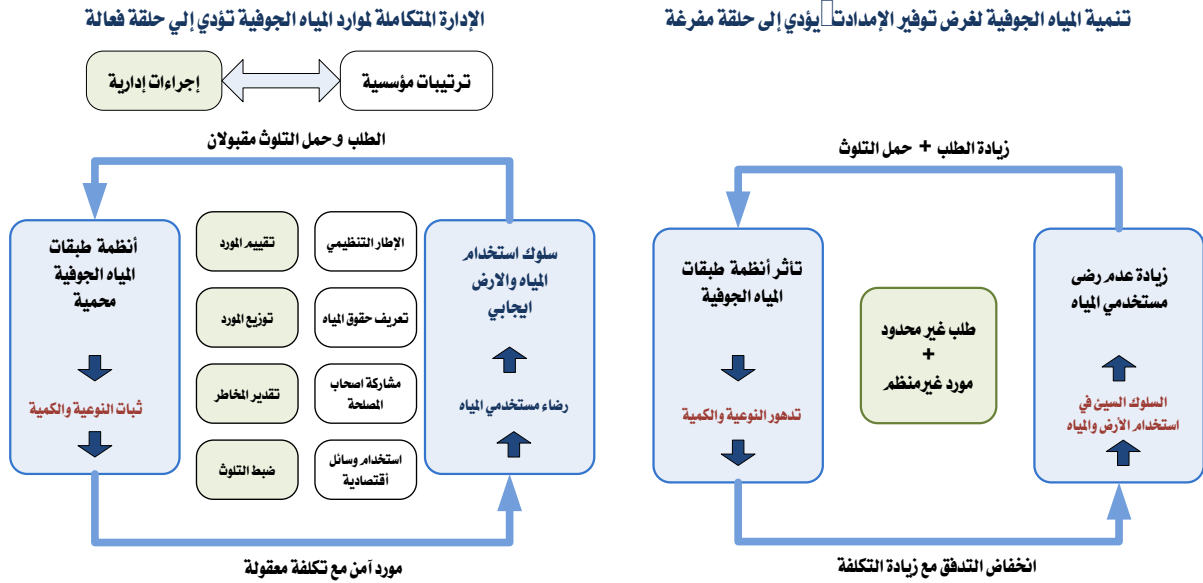 تنمية المياه الجوفية لغرض توفير الإمدادت يؤدي إلى حلقة مفرغة
زيادة الطلب + حمل التلوث
زيادة عدم رضى
مستخدمي المياه
السلوك السيئ في
استخدام الأرض والمياه
طلب غير محدود
+
مورد غيرمنظم
تأثر أنظمة طبقات
المياه الجوفية
تدهور النوعية والكمية
انخفاض التدفق مع زيادة التكلفة
الإدارة المتكاملة لموارد المياه الجوفية تؤدي إلي حلقة فعالة
ترتيبات مؤسسية
إجراءات إدارية
الطلب وحمل التلوث مقبولان
سلوك استخدام
المياه والارض
ايجابي
رضاء مستخدمي المياه
الإطار التنظيمي
تعريف حقوق المياه
مشاركة اصحاب
المصلحة
استخدام وسائل
أقتصادية
تقييم المورد
توزيع المورد
تقدير المخاطر
ضبط التلوث
أنظمة طبقات
المياه الجوفية
محمية
ثبات النوعية والكمية
مورد آمن مع تكلفة معقولة